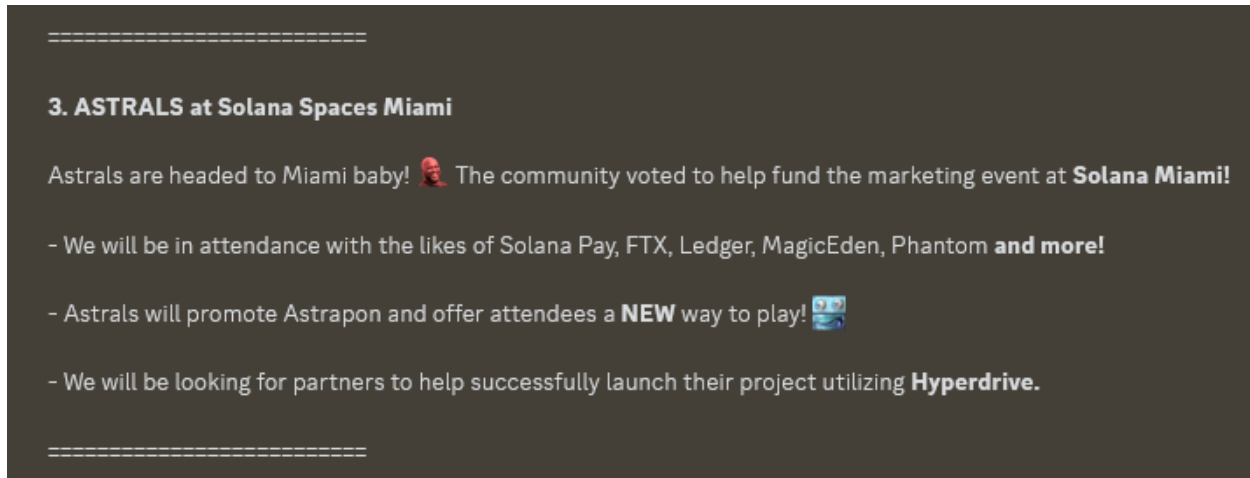 ==========================
3. ASTRALS at Solana Spaces Miami
Astrals are headed to Miami baby! The community voted to help fund the marketing event at Solana Miami!
- We will be in attendance with the likes of Solana Pay, FTX, Ledger, MagicEden, Phantom and more!
- Astrals will promote Astrapon and offer attendees a NEW way to play!
- We will be looking for partners to help successfully launch their project utilizing Hyperdrive.
==========================